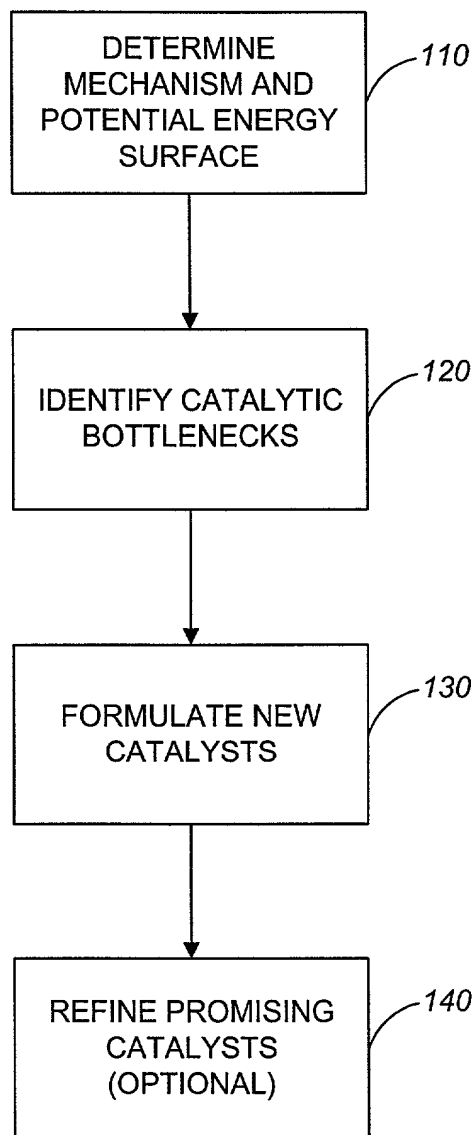 DETERMINE
MECHANISM AND
POTENTIAL ENERGY
SURFACE
110
IDENTIFY CATALYTIC
BOTTLENECKS
120
FORMULATE NEW
CATALYSTS
130
REFINE PROMISING
CATALYSTS
(OPTIONAL)
140